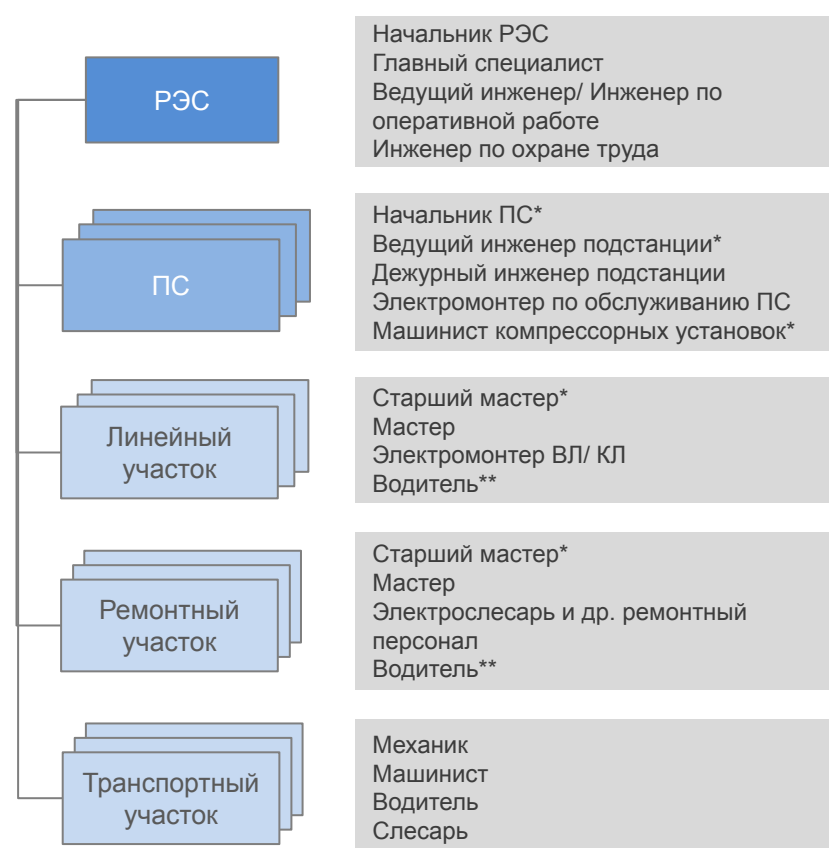 РЭС
Начальник РЭС
Главный специалист
Ведущий инженер/ Инженер по
оперативной работе
Инженер по охране труда
ПС
Начальник ПС*
Ведущий инженер подстанции*
Дежурный инженер подстанции
Электромонтер по обслуживанию ПС
Машинист компрессорных установок*
Линейный
участок
Старший мастер*
Мастер
Электромонтер ВЛ/ КЛ
Водитель**
Ремонтный
участок
Старший мастер*
Мастер
Электрослесарь и др. ремонтный
персонал
Водитель**
Транспортный
участок
Механик
Машинист
Водитель
Слесарь